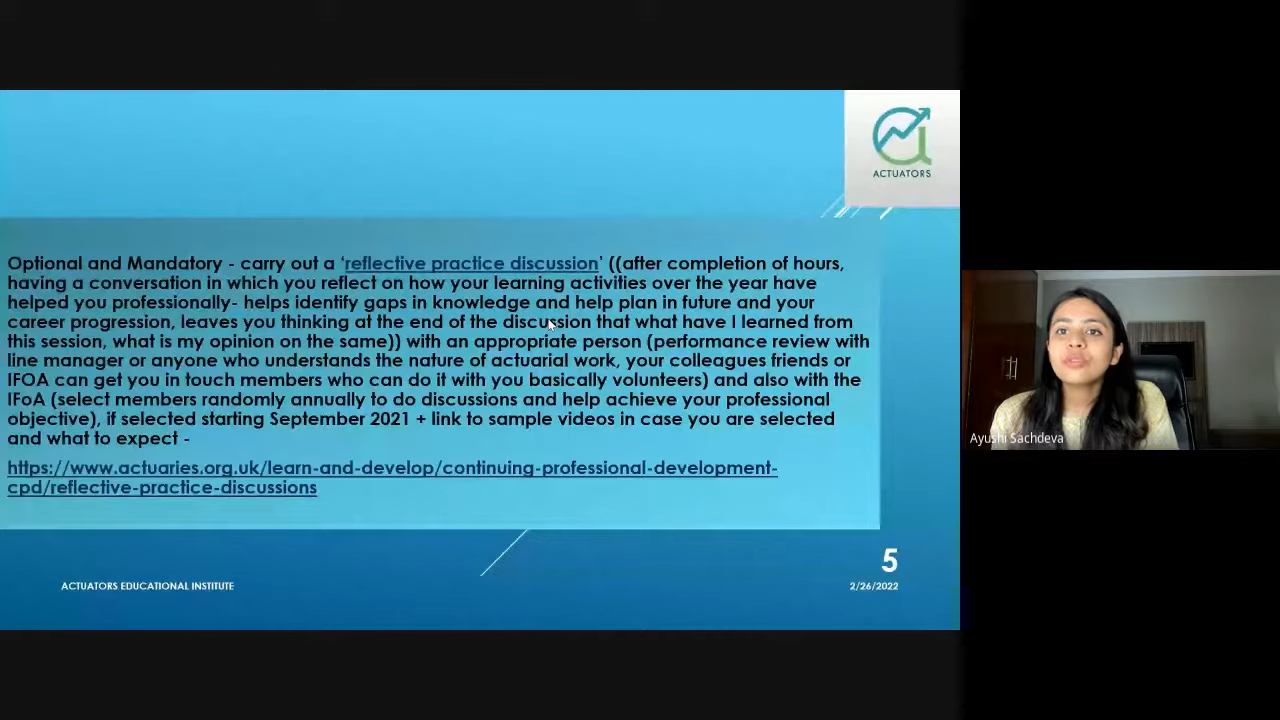 ACTUATORS
Optional and Mandatory - carry out a ‘reflective practice discussion’ ((after completion of hours,
having a conversation in which you reflect on how your learning activities over the year have
helped you professionally- helps identify gaps in knowledge and help plan in future and your
career progression, leaves you thinking at the end of the discussion that what have I learned from
this session, what is my opinion on the same)) with an appropriate person (performance review with
line manager or anyone who understands the nature of actuarial work, your colleagues friends or
IFOA can get you in touch members who can do it with you basically volunteers) and also with the
IFoA (select members randomly annually to do discussions and help achieve your professional
objective), if selected starting September 2021 + link to sample videos in case you are selected
and what to expect -
https://www.actuaries.org.uk/learn-and-develop/continuing-professional-development-
cpd/reflective-practice-discussions
Ayushi Sachdeva
5
ACTUATORS EDUCATIONAL INSTITUTE
2/26/2022